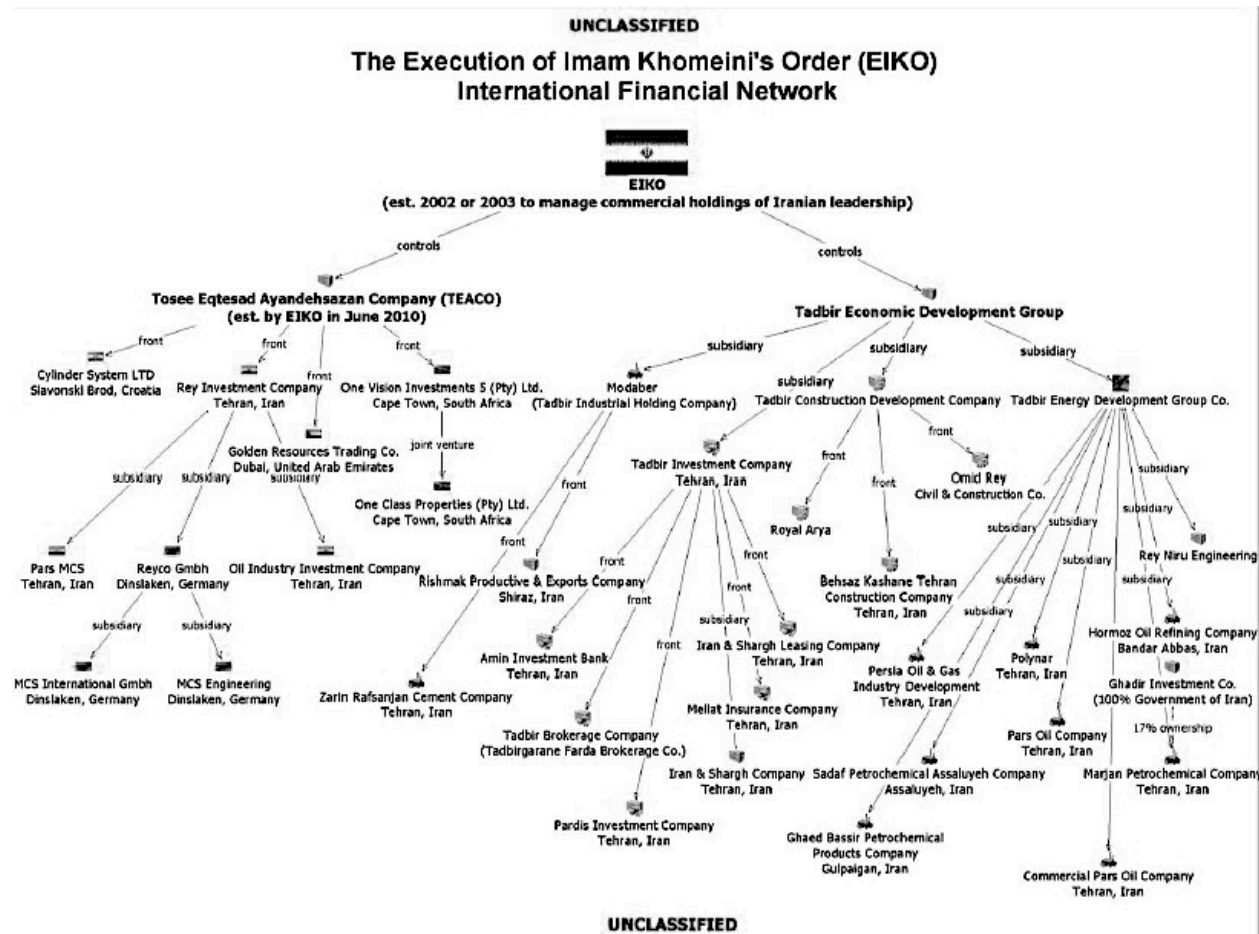 UNCLASSIFIED
The Execution of Imam Khomeini's Order (EIKO)
International Financial Network
EIKO
(est. 2002 or 2003 to manage commercial holdings of Iranian leadership)
controls
controls
Tosee Eqtesad Ayandehsazan Company (TEACO)
(est. by EIKO in June 2010)
Tadbir Economic Development Group
front
front
front
front
subsidiary
subsidiary
subsidiary
subsidiary
Cylinder System LTD
Slavonski Brod, Croatia
Rey Investment Company
Tehran, Iran
One Vision Investments 5 (Pty) Ltd.
Cape Town, South Africa
Modaber
(Tadbir Industrial Holding Company)
Tadbir Construction Development Company
Tadbir Energy Development Group Co.
Golden Resources Trading Co.
Dubai, United Arab Emirates
joint venture
One Class Properties (Pty) Ltd.
Cape Town, South Africa
Tadbir Investment Company
Tehran, Iran
front
front
front
Omid Rey
Civil & Construction Co.
Royal Arya
subsidiary
subsidiary
subsidiary
Pars MCS
Tehran, Iran
Reyco Gmbh
Dinslaken, Germany
Oil Industry Investment Company
Tehran, Iran
front
front
Rishmak Productive & Exports Company
Shiraz, Iran
Behsaz Kashane Tehran
Construction Company
Tehran, Iran
subsidiary
subsidiary
subsidiary
subsidiary
subsidiary
subsidiary
subsidiary
subsidiary
Rey Niru Engineering
subsidiary
subsidiary
MCS International Gmbh
Dinslaken, Germany
MCS Engineering
Dinslaken, Germany
Zarin Rafsanjan Cement Company
Tehran, Iran
front
front
front
subsidiary
front
front
Amin Investment Bank
Tehran, Iran
Iran & Shargh Leasing Company
Tehran, Iran
Mellat Insurance Company
Tehran, Iran
Tadbir Brokerage Company
(Tadbirgarane Farda Brokerage Co.)
Iran & Shargh Company
Tehran, Iran
Pardis Investment Company
Tehran, Iran
Persia Oil & Gas
Industry Development
Tehran, Iran
Polynar
Tehran, Iran
Hormoz Oil Refining Company
Bandar Abbas, Iran
Ghadir Investment Co.
(100% Government of Iran)
17% ownership
Pars Oil Company
Tehran, Iran
Sadaf Petrochemical Assaluyeh Company
Assaluyeh, Iran
Marjan Petrochemical Company
Tehran, Iran
Ghaed Bassir Petrochemical
Products Company
Gulpaigan, Iran
Commercial Pars Oil Company
Tehran, Iran
UNCLASSIFIED